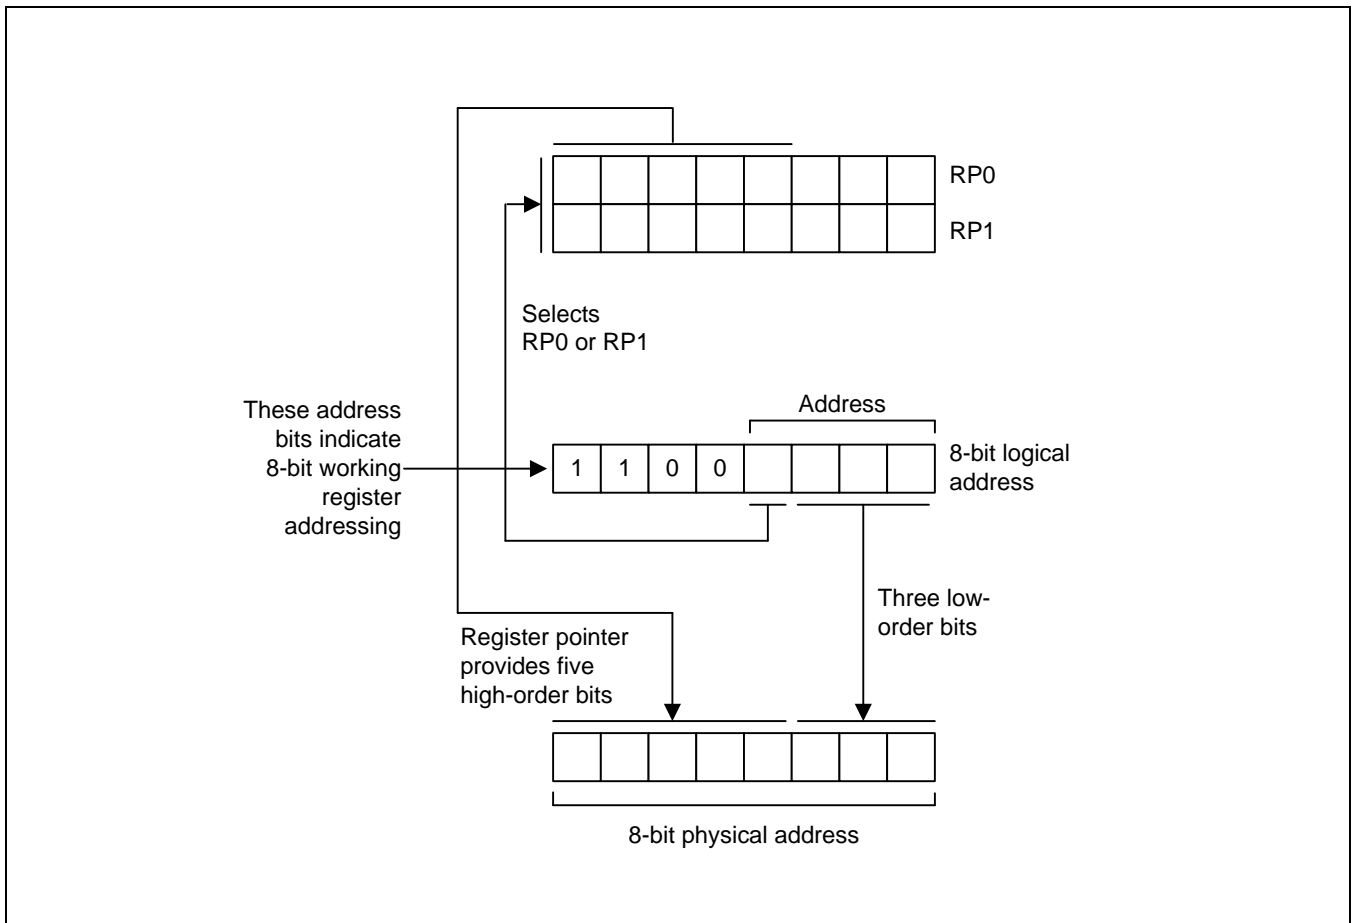 RP0
RP1
Selects
RP0 or RP1
These address
bits indicate
8-bit working
register
addressing
Address
1 1 0 0
8-bit logical
address
Three low-
order bits
Register pointer
provides five
high-order bits
8-bit physical address